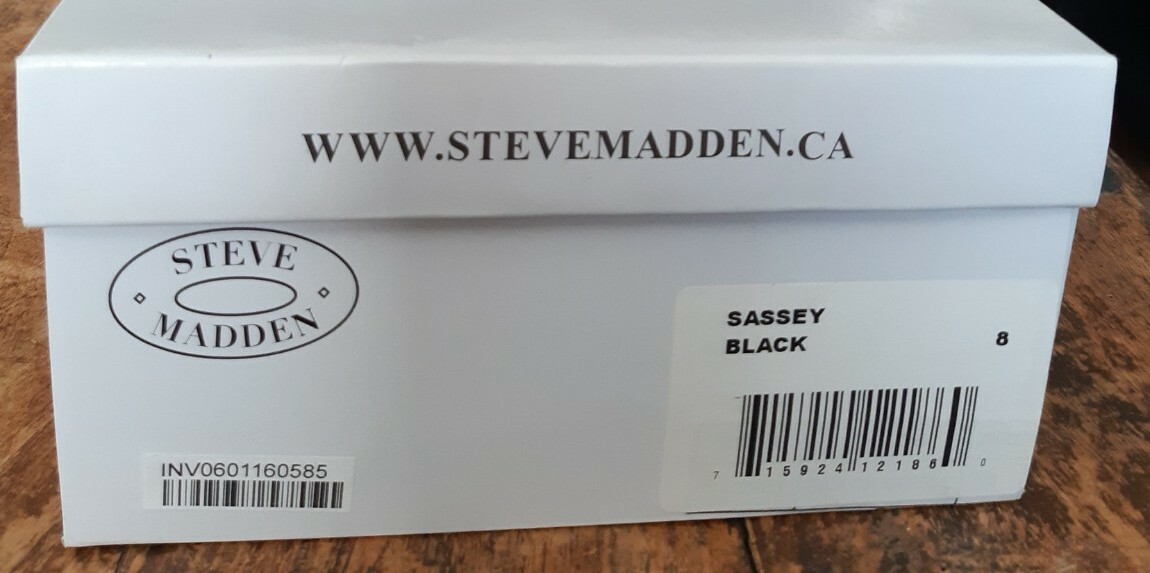 WWW.STEVEMADDEN.CA
STEVE
MADDEN
SASSEY
BLACK
8
7 15924 12186 0
INV0601160585